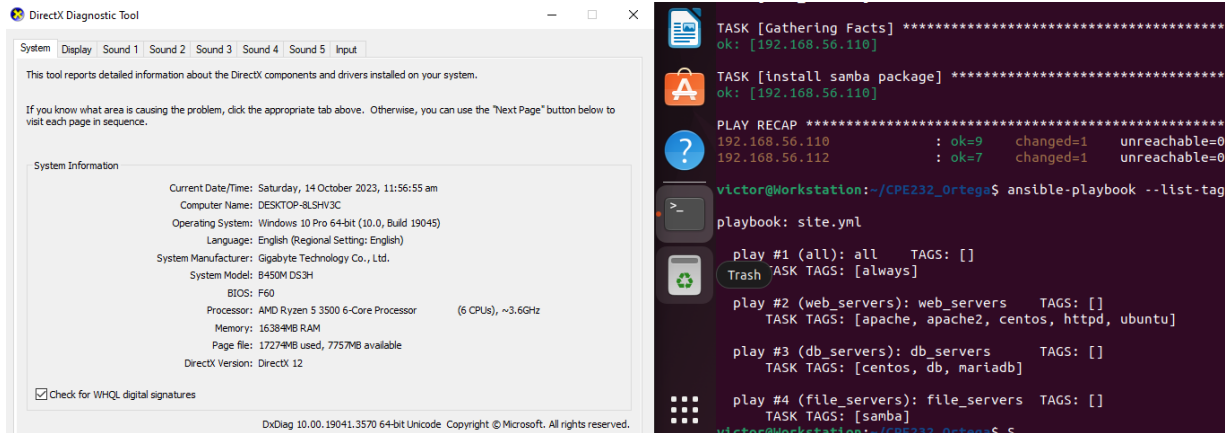 DirectX Diagnostic Tool
System Display Sound 1 Sound 2 Sound 3 Sound 4 Sound 5 Input
This tool reports detailed information about the DirectX components and drivers installed on your system.
If you know what area is causing the problem, click the appropriate tab above. Otherwise, you can use the "Next Page" button below to
visit each page in sequence.
System Information
Current Date/Time: Saturday, 14 October 2023, 11:56:55 am
Computer Name: DESKTOP-8LSHV3C
Operating System: Windows 10 Pro 64-bit (10.0, Build 19045)
Language: English (Regional Setting: English)
System Manufacturer: Gigabyte Technology Co., Ltd.
System Model: B450M DS3H
BIOS: F60
Processor: AMD Ryzen 5 3500 6-Core Processor (6 CPUs), ~3.6GHz
Memory: 16384MB RAM
Page file: 17274MB used, 7757MB available
DirectX Version: DirectX 12
Check for WHQL digital signatures
DxDiag 10.00.19041.3570 64-bit Unicode Copyright © Microsoft. All rights reserved.
TASK [Gathering Facts] ****************************************
ok: [192.168.56.110]
TASK [install samba package] **********************************
ok: [192.168.56.110]
PLAY RECAP ****************************************************
192.168.56.110 : ok=9 changed=1 unreachable=0
192.168.56.112 : ok=7 changed=1 unreachable=0
victor@Workstation:~/CPE232_Ortega$ ansible-playbook --list-tag
playbook: site.yml
play #1 (all): all TAGS: []
TASK TAGS: [always]
Trash
play #2 (web_servers): web_servers TAGS: []
TASK TAGS: [apache, apache2, centos, httpd, ubuntu]
play #3 (db_servers): db_servers TAGS: []
TASK TAGS: [centos, db, mariadb]
play #4 (file_servers): file_servers TAGS: []
TASK TAGS: [samba]
victor@Workstation:~/CPE232_Ortega$ S